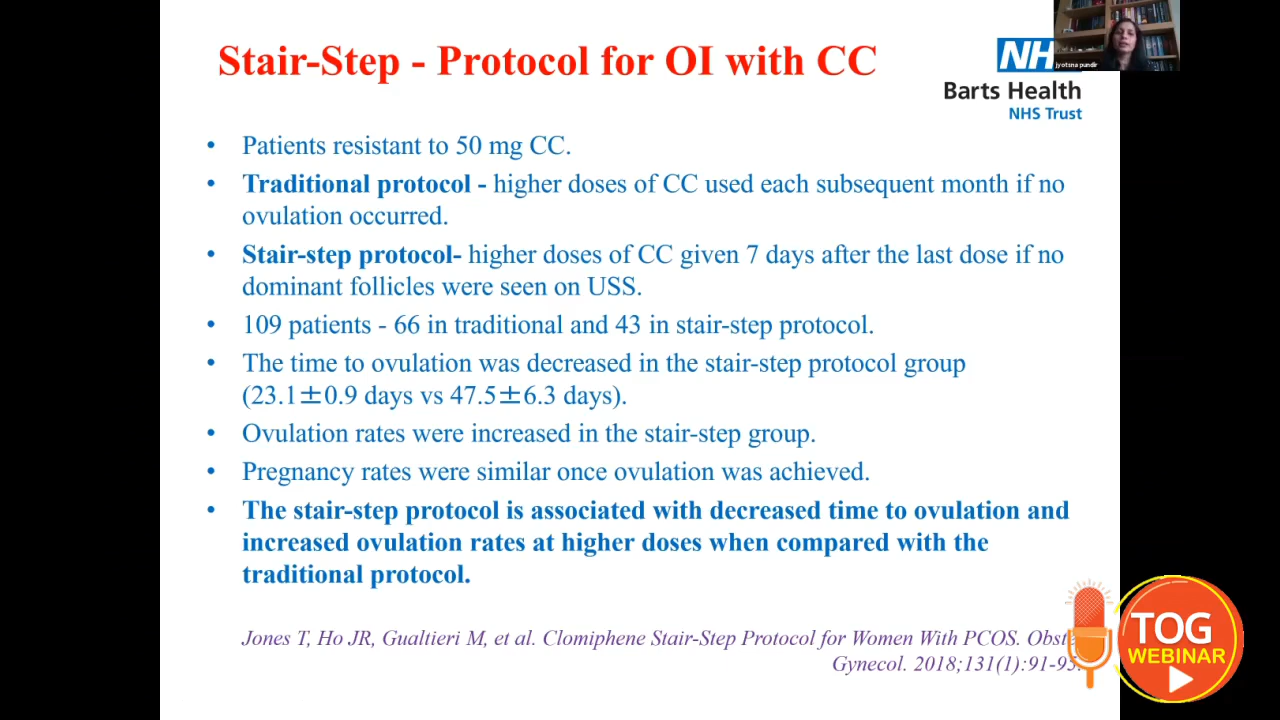 Stair-Step - Protocol for OI with CC
NH
jyotsna pundir
Barts Health
NHS Trust
• Patients resistant to 50 mg CC.
• Traditional protocol - higher doses of CC used each subsequent month if no
ovulation occurred.
• Stair-step protocol- higher doses of CC given 7 days after the last dose if no
dominant follicles were seen on USS.
• 109 patients - 66 in traditional and 43 in stair-step protocol.
• The time to ovulation was decreased in the stair-step protocol group
(23.1±0.9 days vs 47.5±6.3 days).
• Ovulation rates were increased in the stair-step group.
• Pregnancy rates were similar once ovulation was achieved.
• The stair-step protocol is associated with decreased time to ovulation and
increased ovulation rates at higher doses when compared with the
traditional protocol.
Jones T, Ho JR, Gualtieri M, et al. Clomiphene Stair-Step Protocol for Women With PCOS. Obste
Gynecol. 2018;131(1):91-95.
TOG
WEBINAR